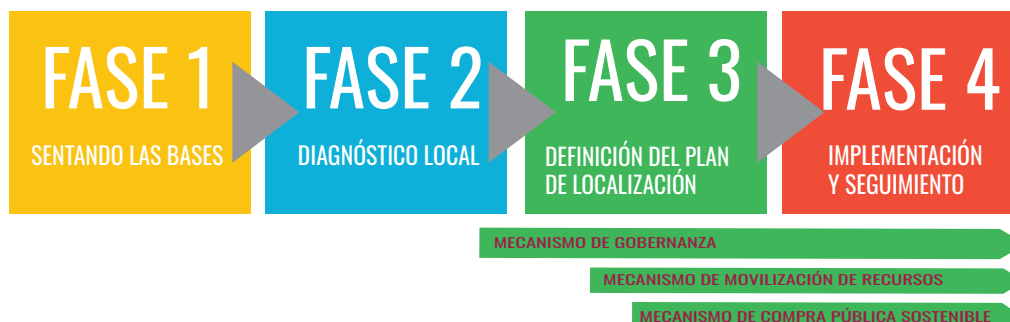 FASE 1
SENTANDO LAS BASES
FASE 2
DIAGNÓSTICO LOCAL
FASE 3
DEFINICIÓN DEL PLAN
DE LOCALIZACIÓN
FASE 4
IMPLEMENTACIÓN
Y SEGUIMIENTO
MECANISMO DE GOBERNANZA
MECANISMO DE MOVILIZACIÓN DE RECURSOS
MECANISMO DE COMPRA PÚBLICA SOSTENIBLE